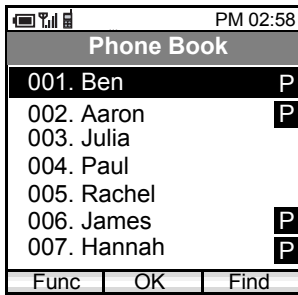 PM 02:58
Phone Book
001. Ben P
002. Aaron P
003. Julia
004. Paul
005. Rachel
006. James P
007. Hannah P
Func OK Find